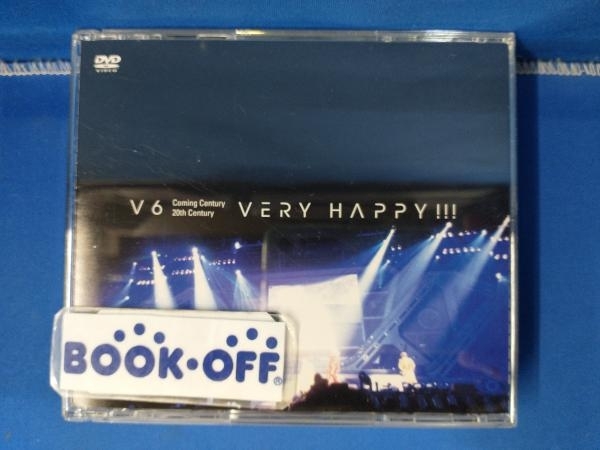 DVD
VIDEO
V6 Coming Century VERY HAPPY!!!
20th Century
BOOK·OFF®